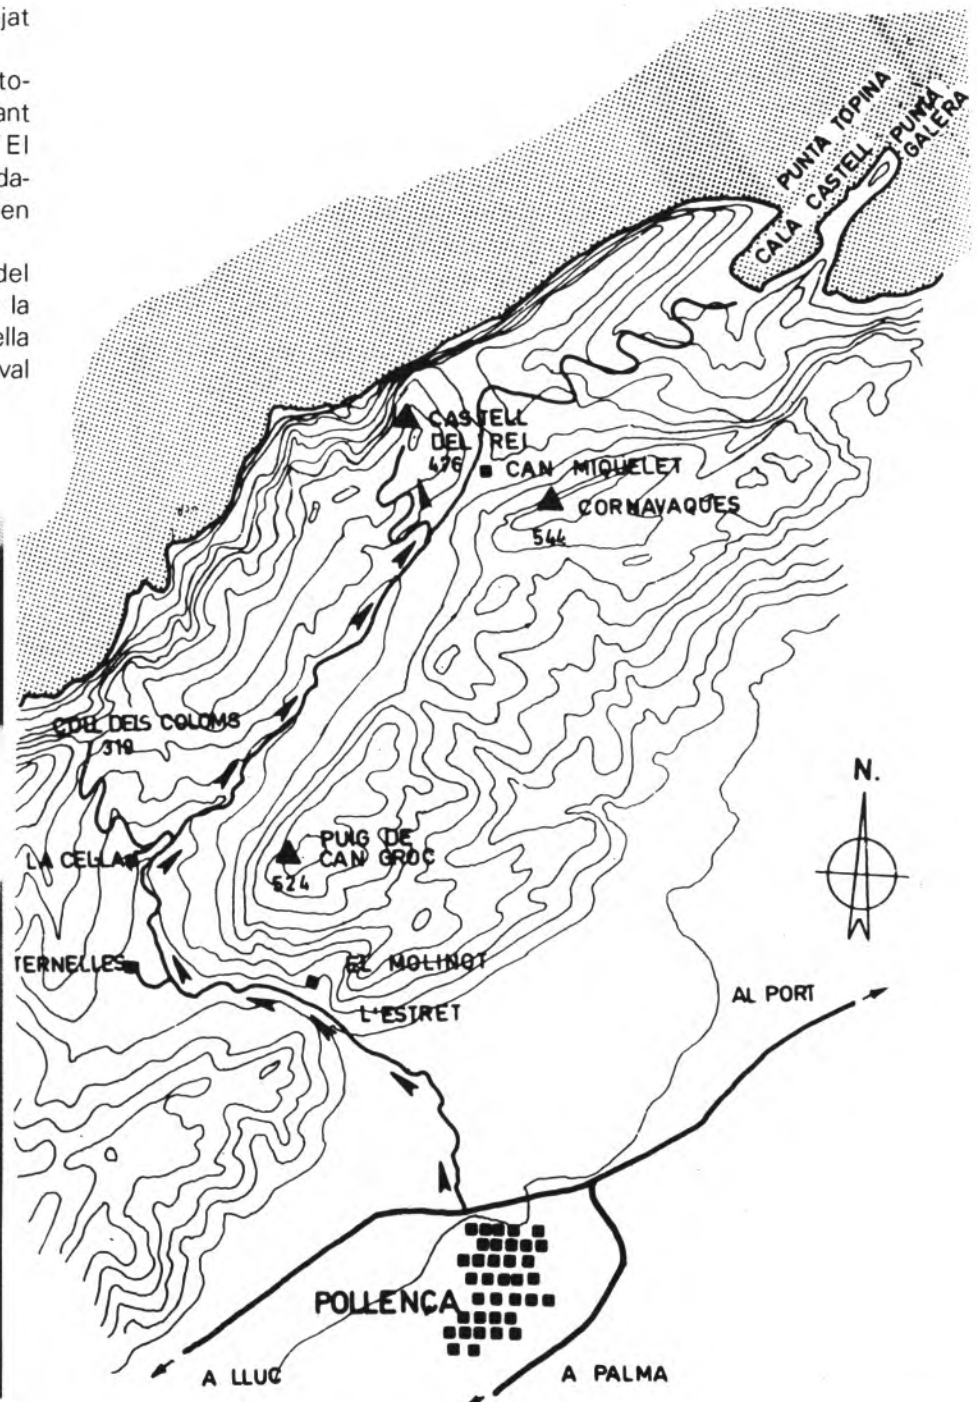 jat
to-
ant
El
da-
en
del
la
ella
val
PUNTA TOPINA
CALA CASTELL
PUNTA
GALERA
CASTELL
DEL REI
476
CAN MIQUELET
CORNAVAQUES
544
COLL DELS COLOMS
319
N.
PUIG DE
CAN GROC
524
LA CELLA
TERNELLES
EL MOLINOT
L'ESTRET
AL PORT
POLLENÇA
A LLUC
A PALMA